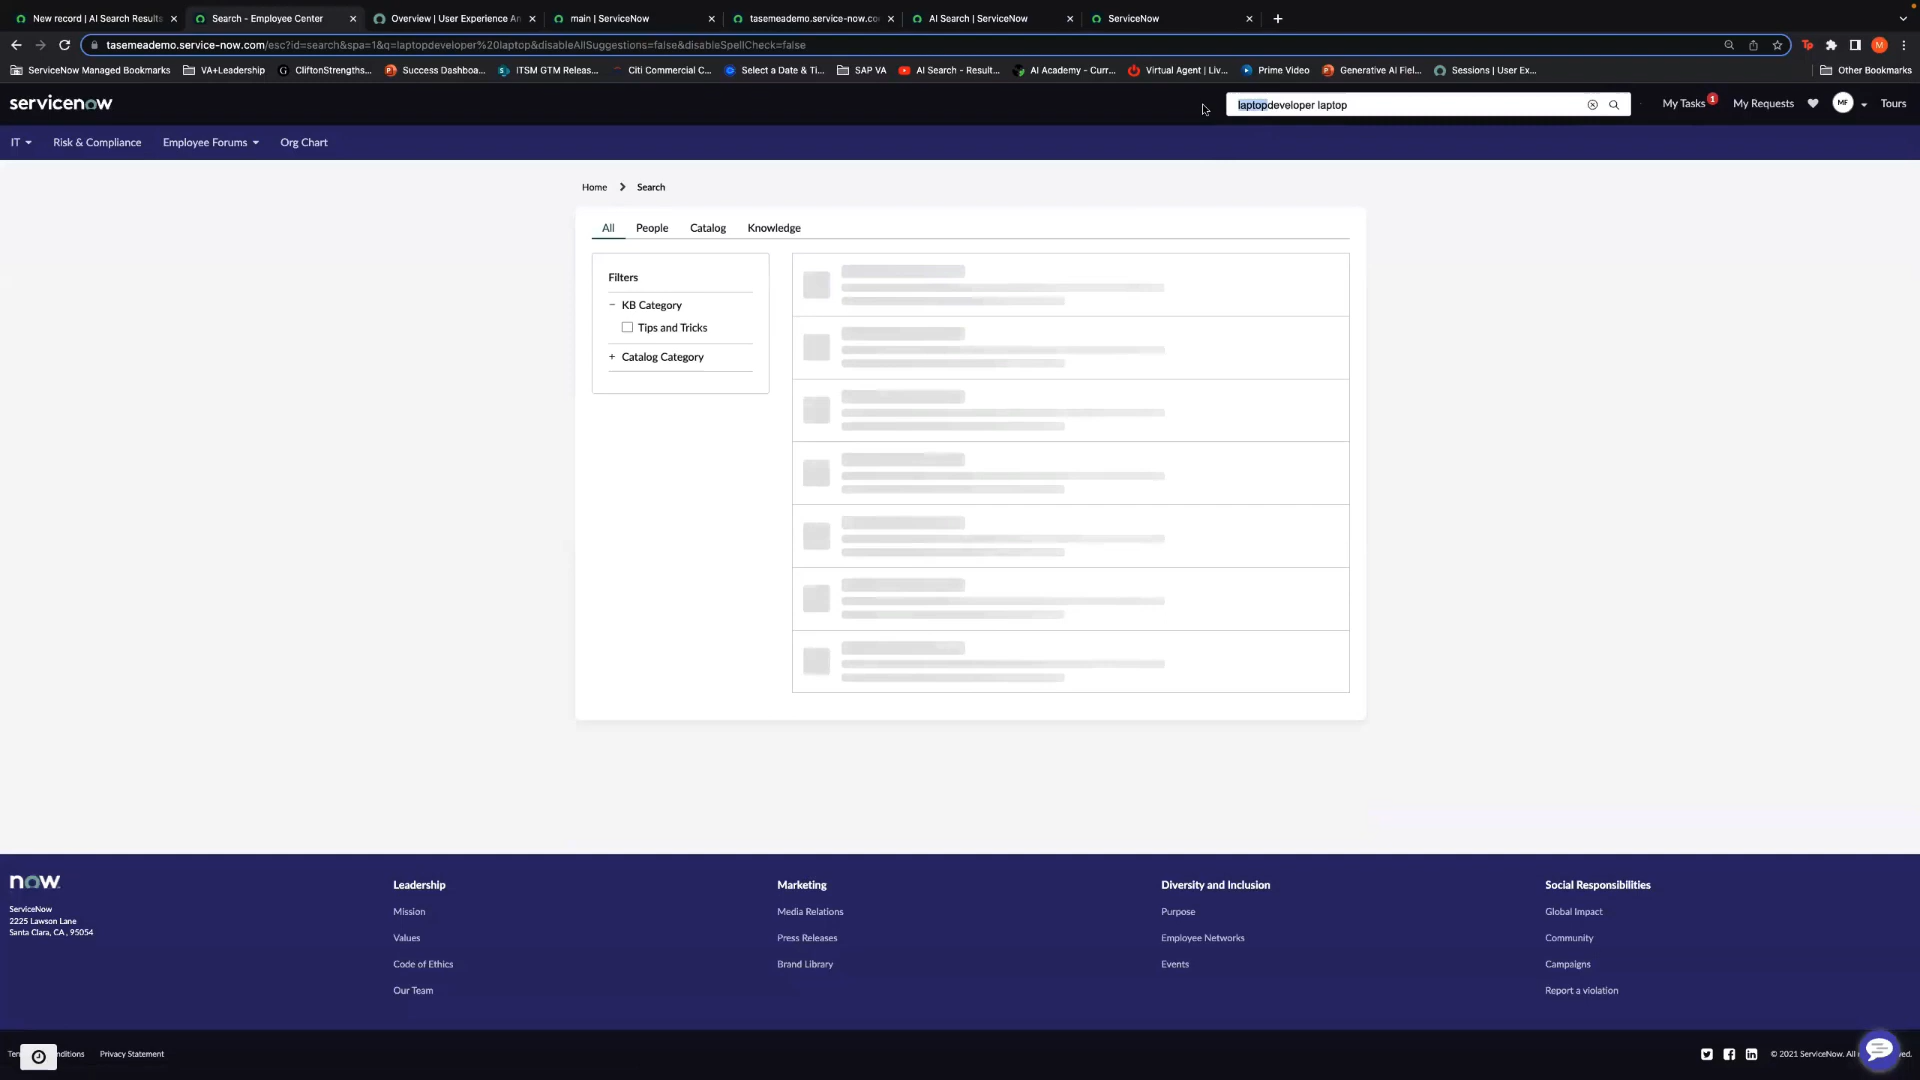 New record | AI Search Results
Search - Employee Center
Overview | User Experience An
main | ServiceNow
tasemeademo.service-now.co
AI Search | ServiceNow
ServiceNow
tasemeademo.service-now.com/esc?id=search&spa=1&q=laptopdeveloper%20laptop&disableAllSuggestions=false&disableSpellCheck=false
M
ServiceNow Managed Bookmarks
VA+Leadership
CliftonStrengths...
Success Dashboa...
ITSM GTM Releas...
Citi Commercial C...
Select a Date & Ti...
SAP VA
AI Search - Result...
AI Academy - Curr...
Virtual Agent | Liv...
Prime Video
Generative AI Fiel...
Sessions | User Ex...
Other Bookmarks
servicenow
laptopdeveloper laptop
My Tasks 1
My Requests
MF
Tours
IT
Risk & Compliance
Employee Forums
Org Chart
Home > Search
All
People
Catalog
Knowledge
Filters
− KB Category
Tips and Tricks
+ Catalog Category
now
ServiceNow
2225 Lawson Lane
Santa Clara, CA , 95054
Leadership
Mission
Values
Code of Ethics
Our Team
Marketing
Media Relations
Press Releases
Brand Library
Diversity and Inclusion
Purpose
Employee Networks
Events
Social Responsibilities
Global Impact
Community
Campaigns
Report a violation
Privacy Statement
© 2021 ServiceNow. All